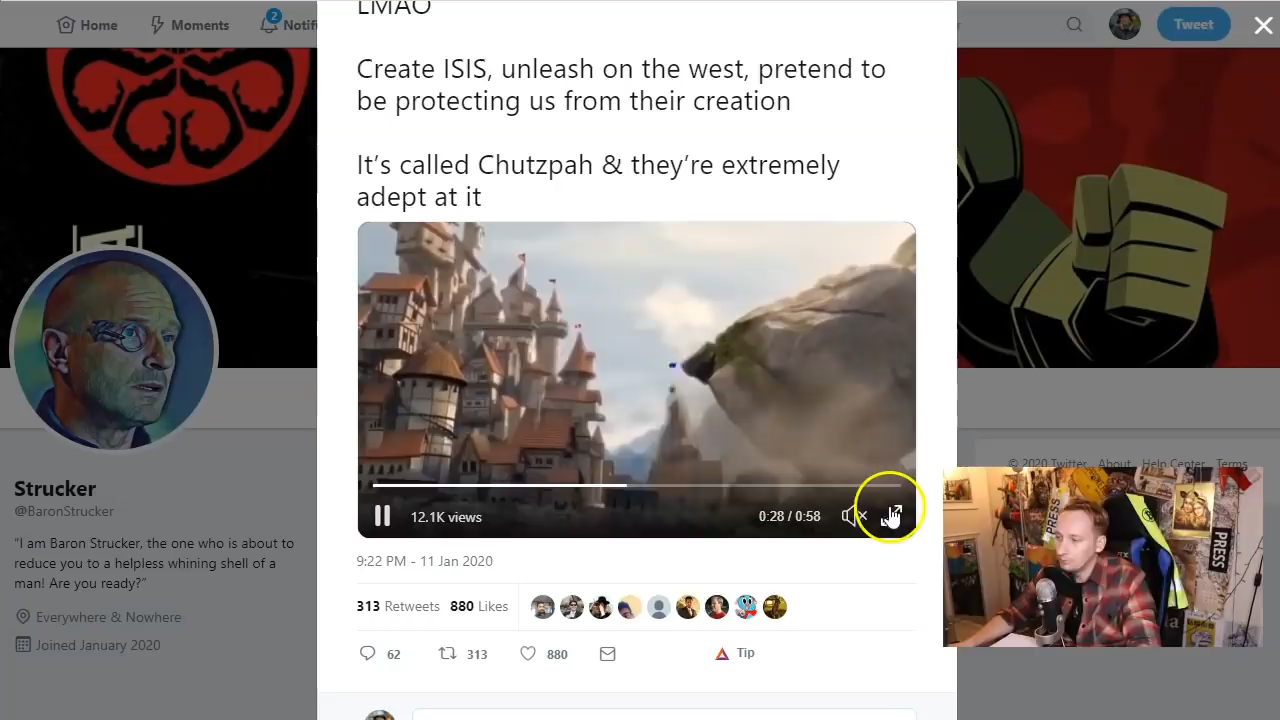 LMAO
Home
Moments
2
Notifi
Tweet
Create ISIS, unleash on the west, pretend to
be protecting us from their creation
It's called Chutzpah & they're extremely
adept at it
12.1K views
0:28 / 0:58
9:22 PM - 11 Jan 2020
313 Retweets 880 Likes
62
313
880
Tip
Strucker
@BaronStrucker
"I am Baron Strucker, the one who is about to
reduce you to a helpless whining shell of a
man! Are you ready?"
Everywhere & Nowhere
Joined January 2020
© 2020 Twitter About Help Center Terms
PRESS
PRESS